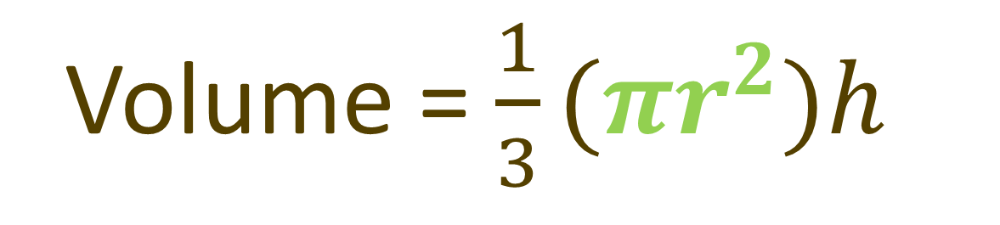 Volume = 1/3 (πr²)h